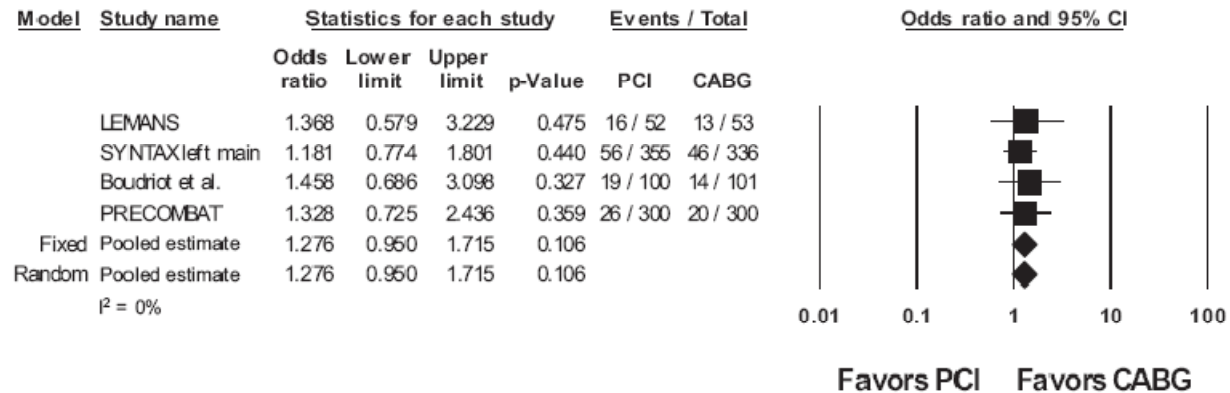 Model Study name Statistics for each study Events / Total Odds ratio and 95% CI
Odds ratio Lower limit Upper limit p-Value PCI CABG
LEMANS 1.368 0.579 3.229 0.475 16 / 52 13 / 53
SYNTAX left main 1.181 0.774 1.801 0.440 56 / 355 46 / 336
Boudriot et al. 1.458 0.686 3.098 0.327 19 / 100 14 / 101
PRECOMBAT 1.328 0.725 2.436 0.359 26 / 300 20 / 300
Fixed Pooled estimate 1.276 0.950 1.715 0.106
Random Pooled estimate 1.276 0.950 1.715 0.106
I² = 0%
0.01 0.1 1 10 100
Favors PCI Favors CABG